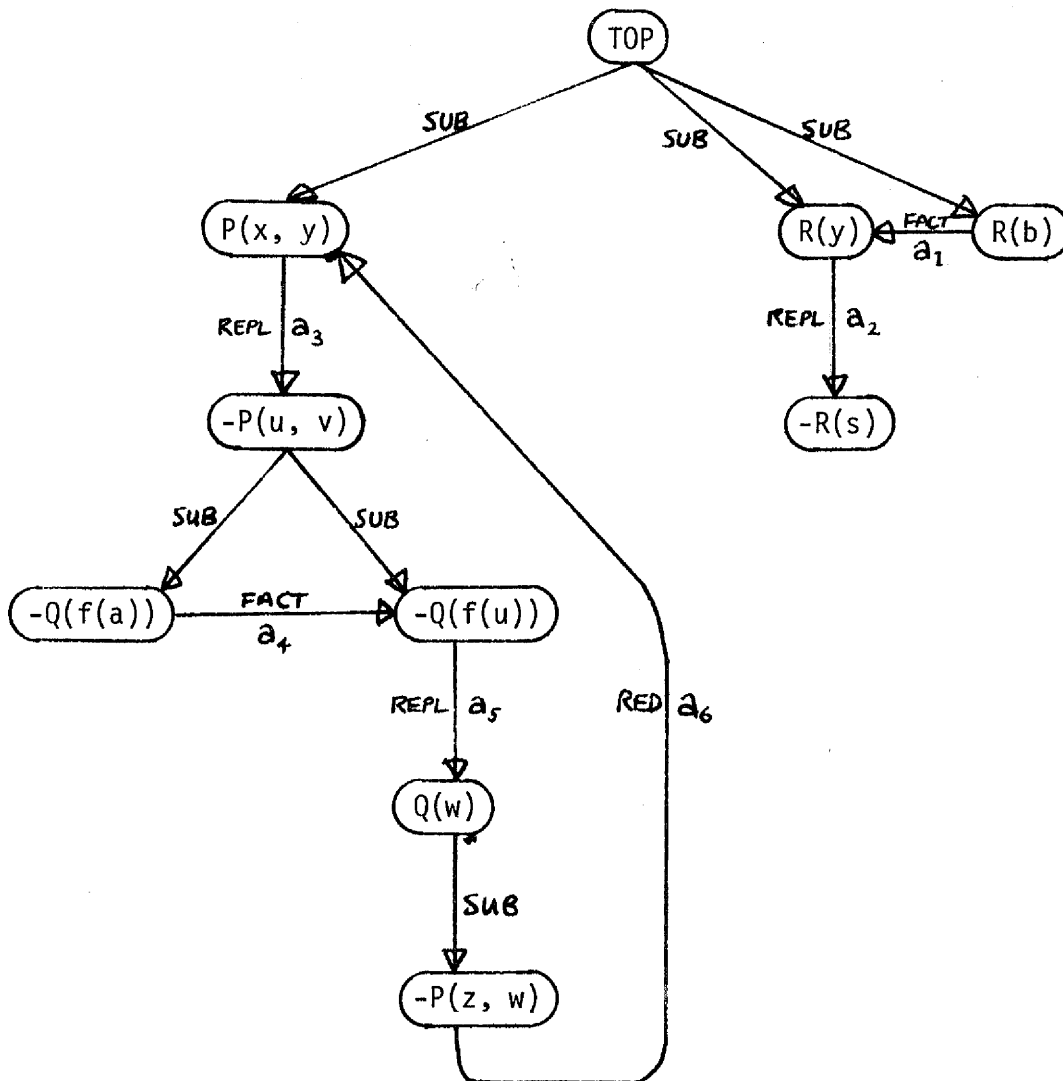 TOP
SUB
SUB
SUB
P(x, y)
R(y)
FACT
a1
R(b)
REPL a3
REPL a2
-P(u, v)
-R(s)
SUB
SUB
-Q(f(a))
FACT
a4
-Q(f(u))
REPL a5
RED a6
Q(w)
SUB
-P(z, w)